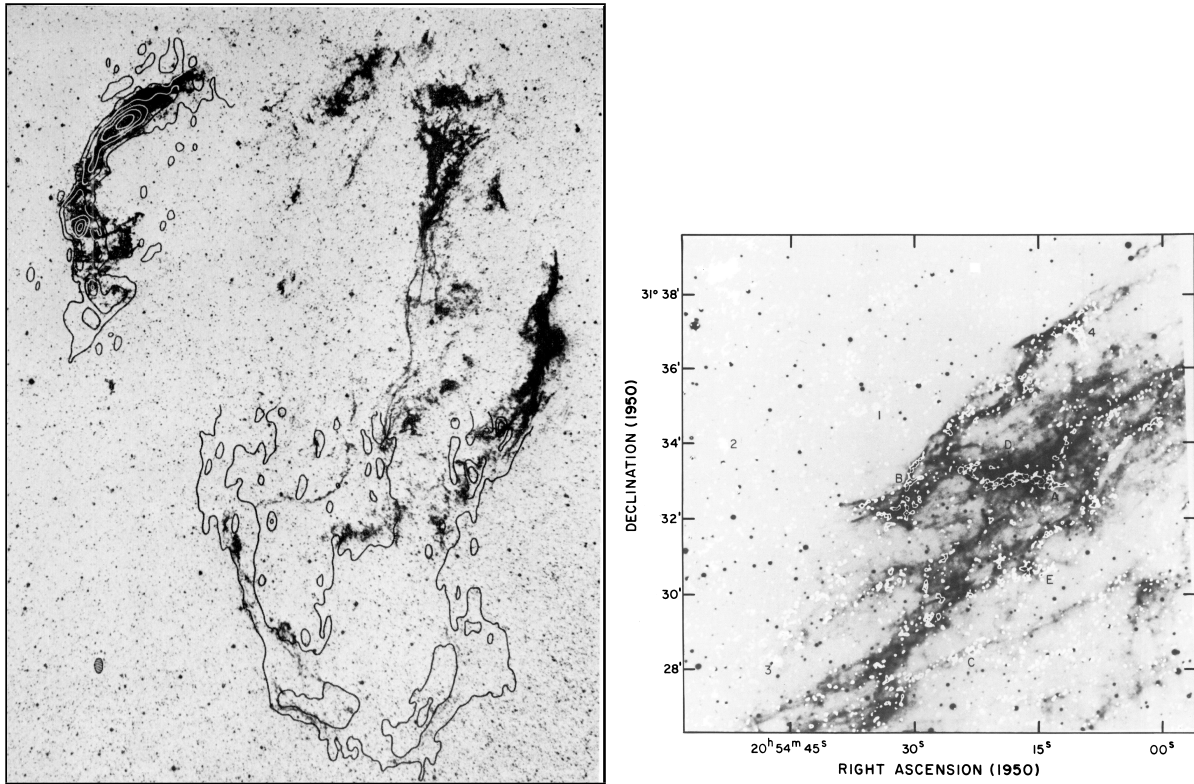 31° 38'
36'
34'
32'
30'
28'
DECLINATION (1950)
1
2
3
4
A
B
C
D
E
20ʰ 54ᵐ 45ˢ
30ˢ
15ˢ
00ˢ
RIGHT ASCENSION (1950)